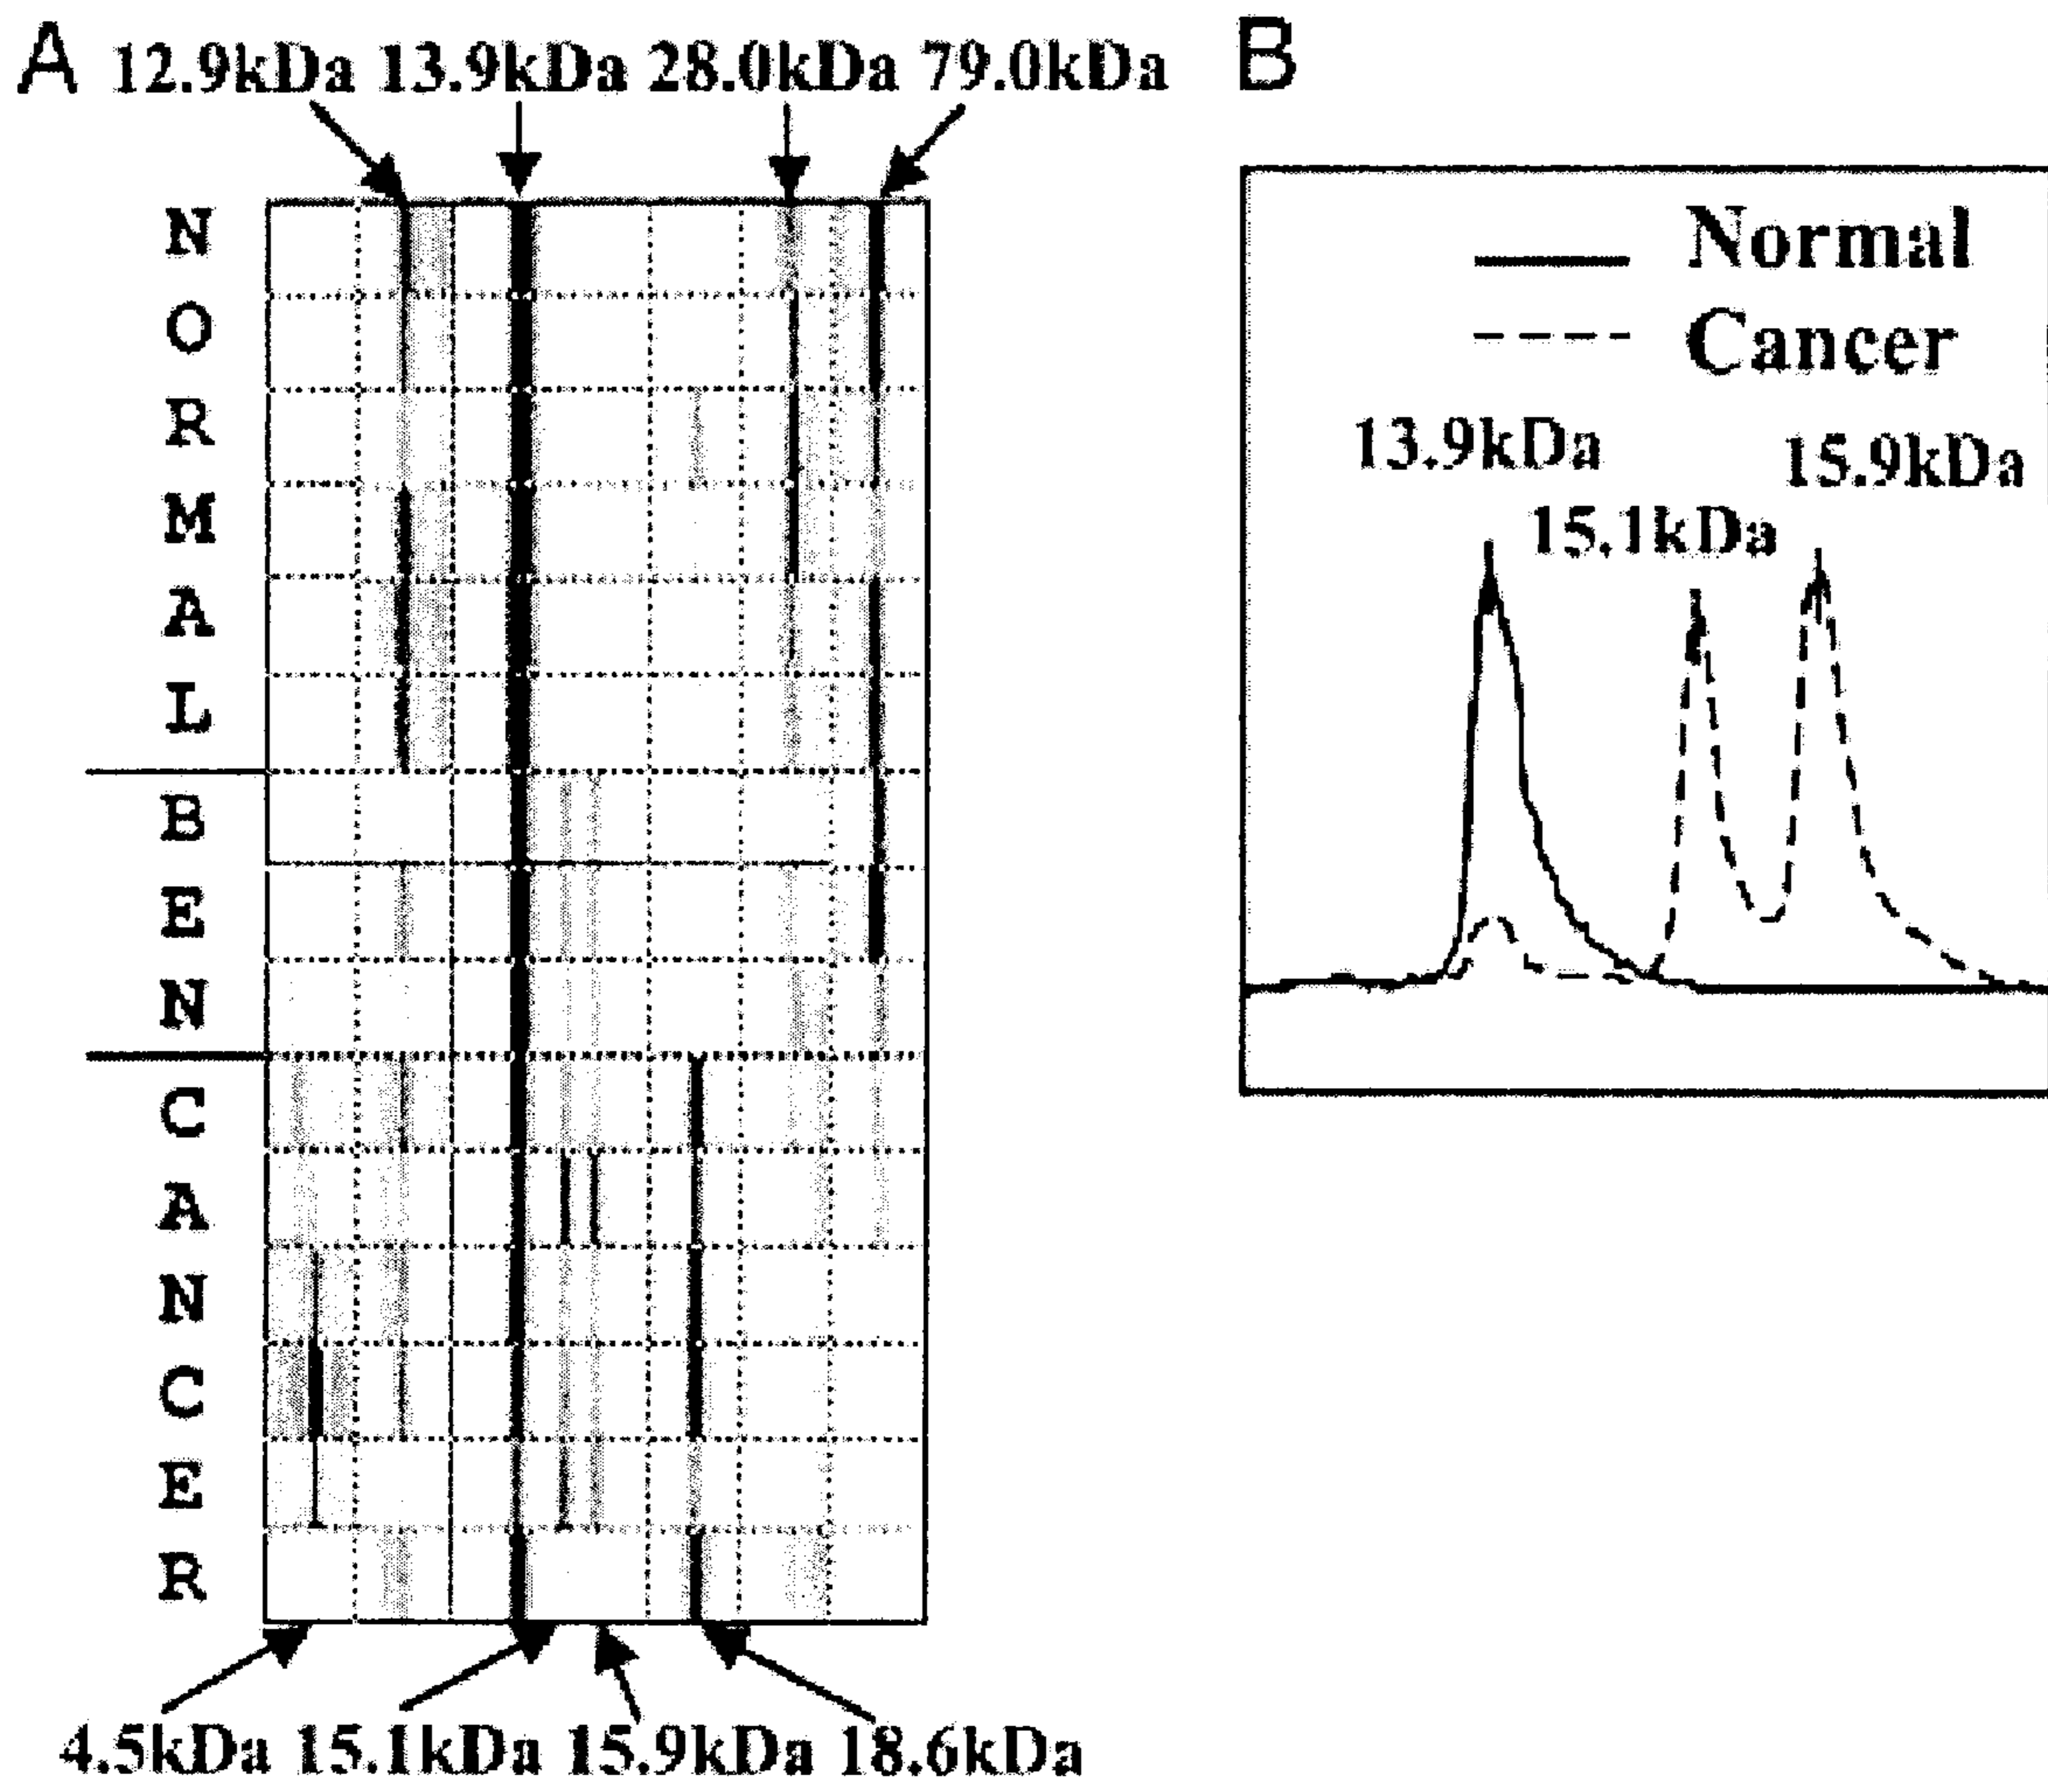 A 12.9kDa 13.9kDa 28.0kDa 79.0kDa
N
O
R
M
A
L
B
E
N
C
A
N
C
E
R
4.5kDa 15.1kDa 15.9kDa 18.6kDa
B
Normal
Cancer
13.9kDa
15.1kDa
15.9kDa